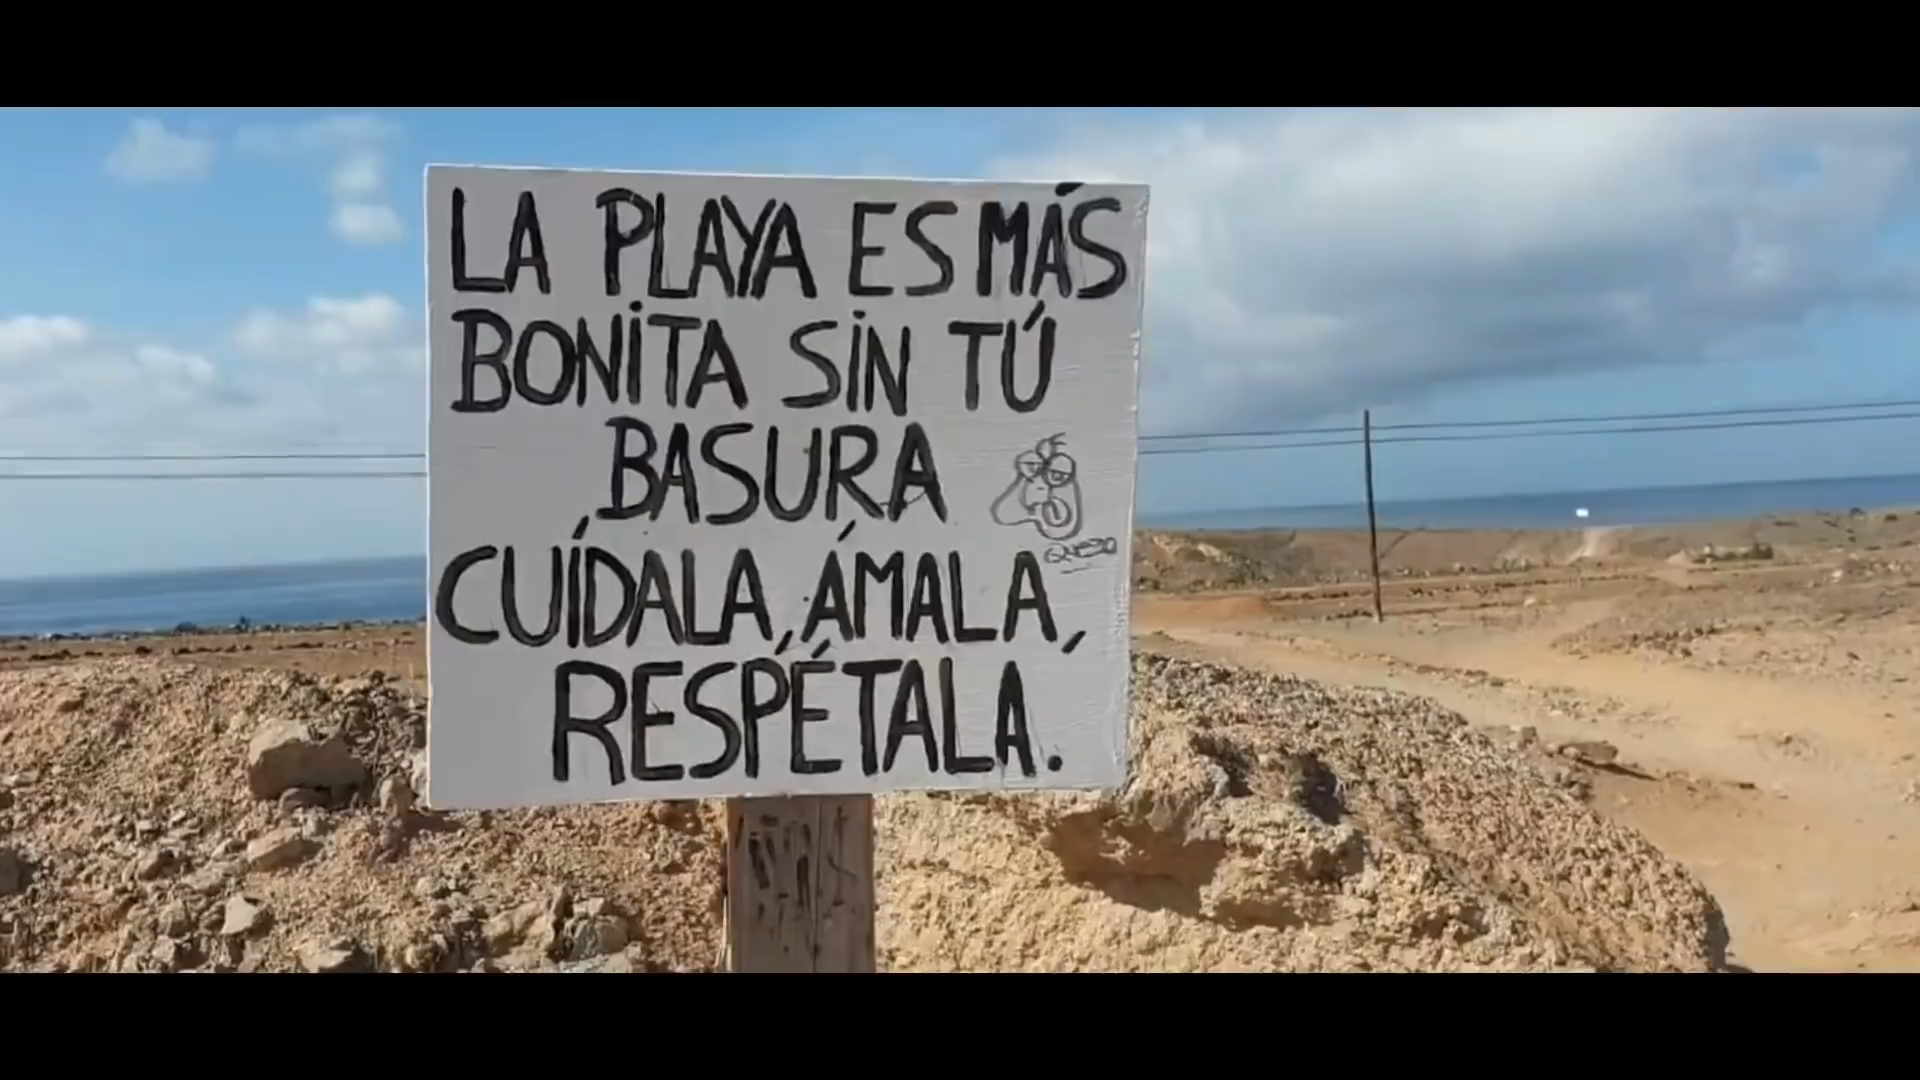 LA PLAYA ES MÁS
BONITA SIN TÚ
BASURA
CUÍDALA, ÁMALA,
RESPÉTALA.